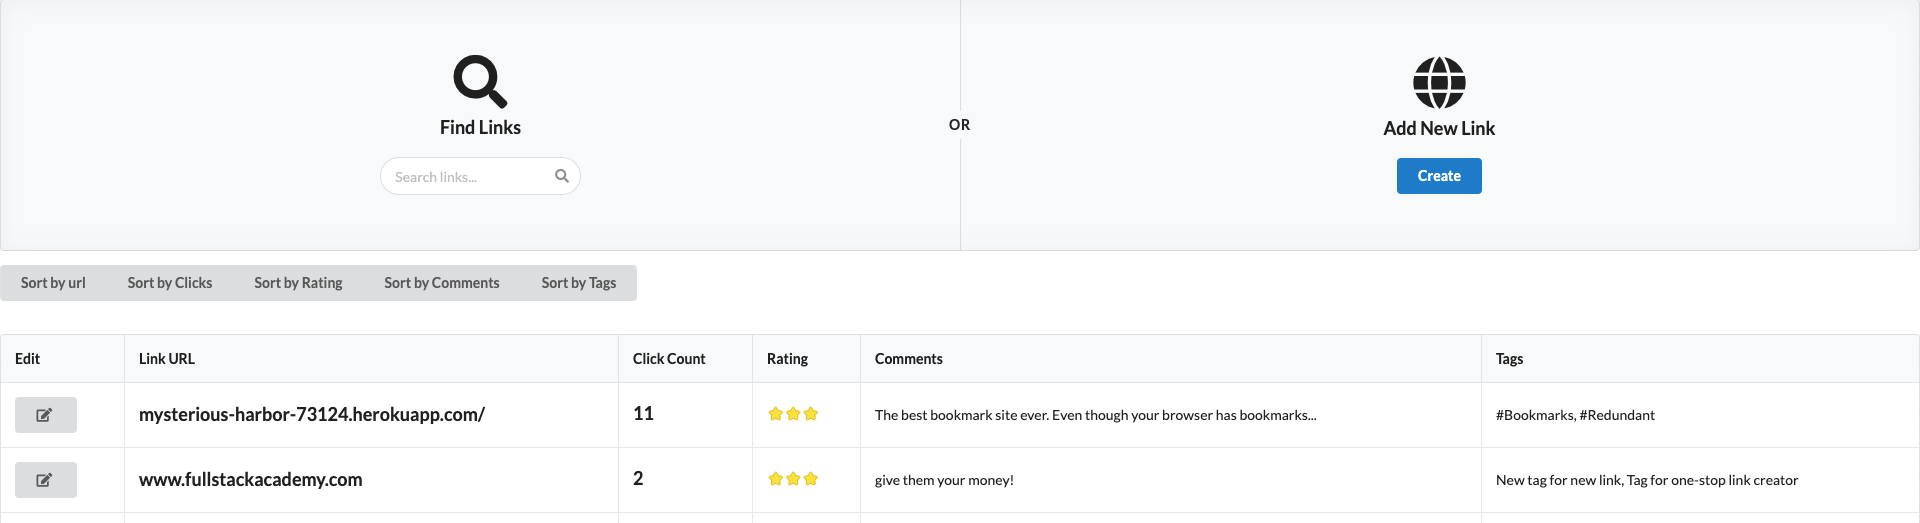 Find Links
Search links...
OR
Add New Link
Create
Sort by url Sort by Clicks Sort by Rating Sort by Comments Sort by Tags
Edit Link URL Click Count Rating Comments Tags
mysterious-harbor-73124.herokuapp.com/ 11 The best bookmark site ever. Even though your browser has bookmarks... #Bookmarks, #Redundant
www.fullstackacademy.com 2 give them your money! New tag for new link, Tag for one-stop link creator